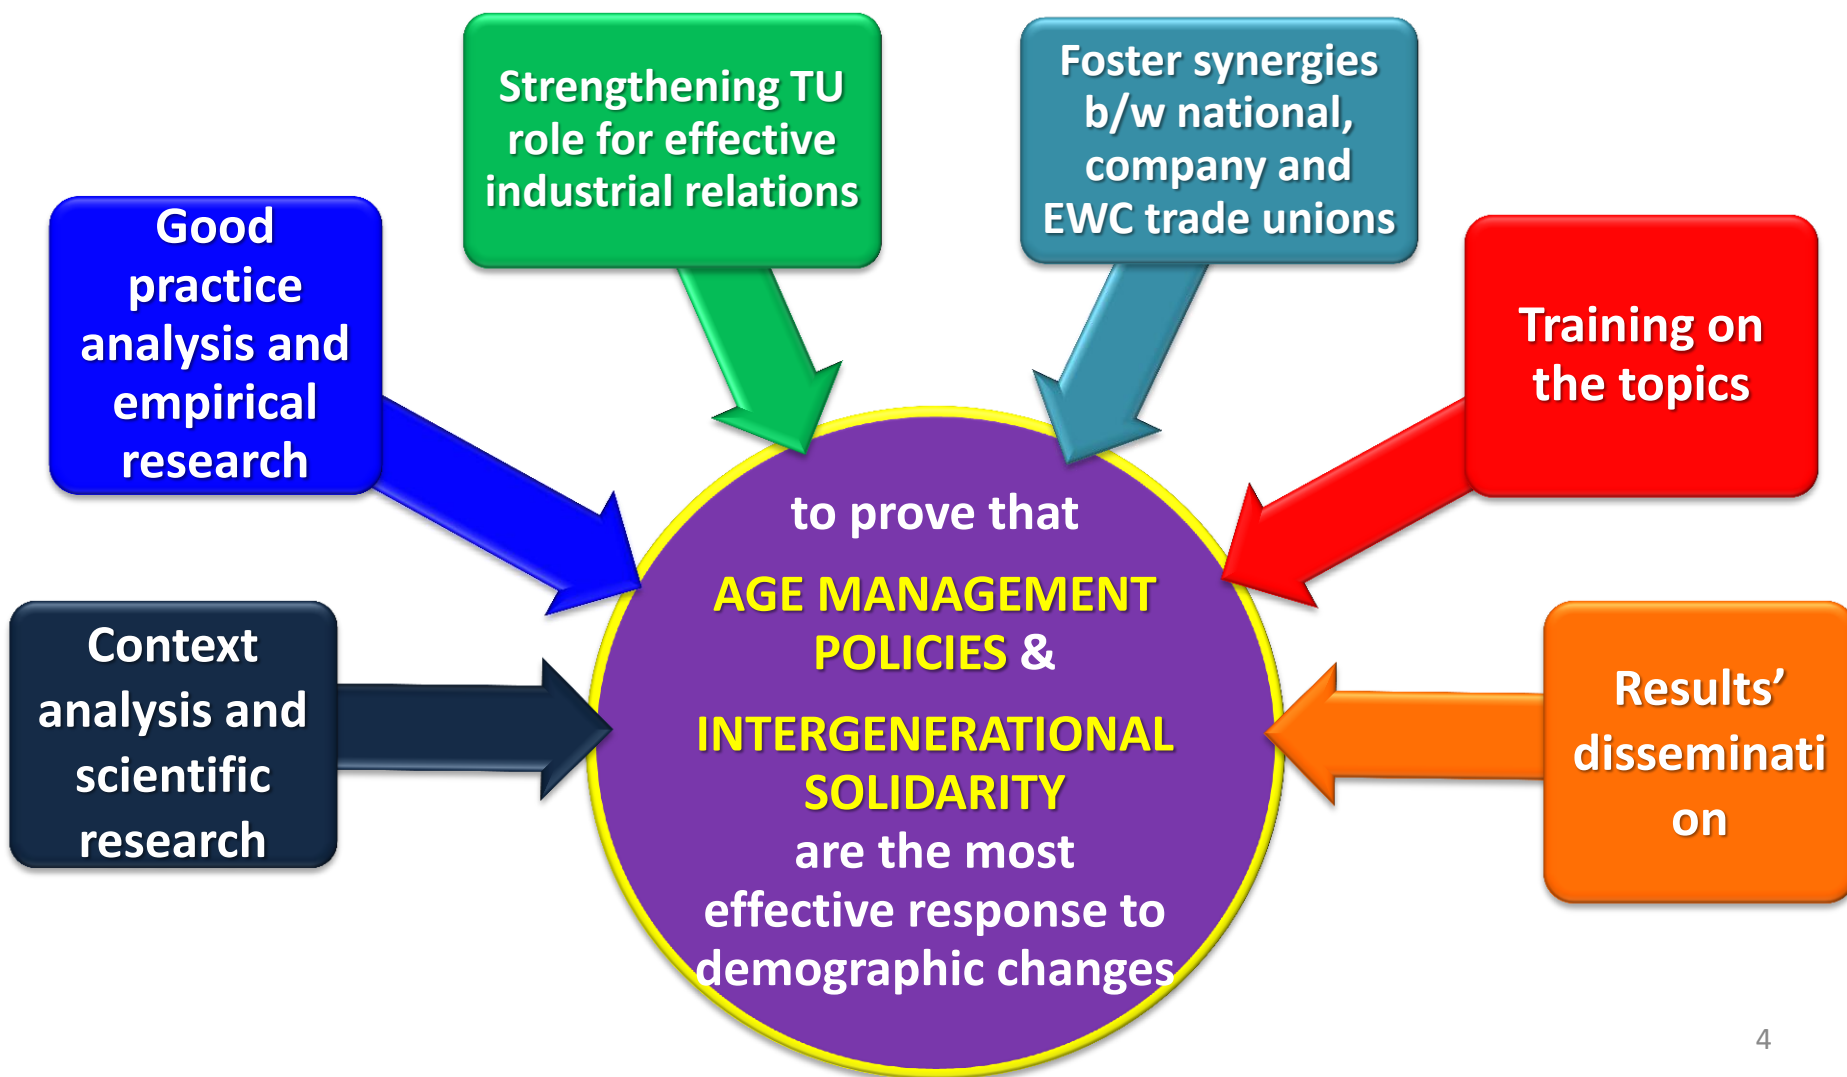 Strengthening TU
role for effective
industrial relations
Foster synergies
b/w national,
company and
EWC trade unions
Good
practice
analysis and
empirical
research
Training on
the topics
Context
analysis and
scientific
research
Results’
disseminati
on
to prove that
AGE MANAGEMENT
POLICIES &
INTERGENERATIONAL
SOLIDARITY
are the most
effective response to
demographic changes
4